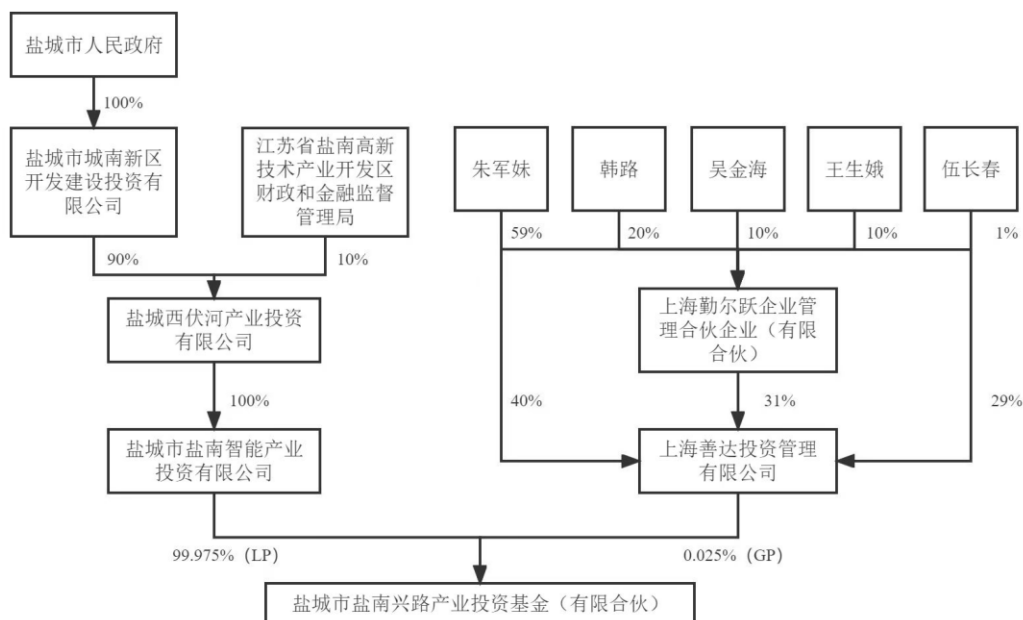 盐城市人民政府
100%
盐城市城南新区
开发建设投资有
限公司
江苏省盐南高新
技术产业开发区
财政和金融监督
管理局
朱军妹
韩路
吴金海
王生娥
伍长春
90%
10%
59%
20%
10%
10%
1%
盐城西伏河产业投资
有限公司
上海勤尔跃企业管
理合伙企业（有限
合伙）
100%
40%
31%
29%
盐城市盐南智能产业
投资有限公司
上海善达投资管理
有限公司
99.975%（LP）
0.025%（GP）
盐城市盐南兴路产业投资基金（有限合伙）